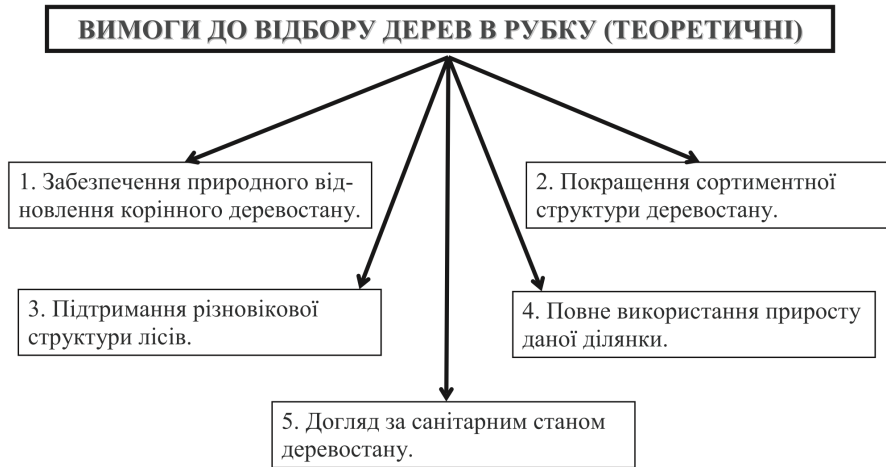 ВИМОГИ ДО ВІДБОРУ ДЕРЕВ В РУБКУ (ТЕОРЕТИЧНІ)
1. Забезпечення природного від-
новлення корінного деревостану.
2. Покращення сортиментної
структури деревостану.
3. Підтримання різновікової
структури лісів.
4. Повне використання приросту
даної ділянки.
5. Догляд за санітарним станом
деревостану.